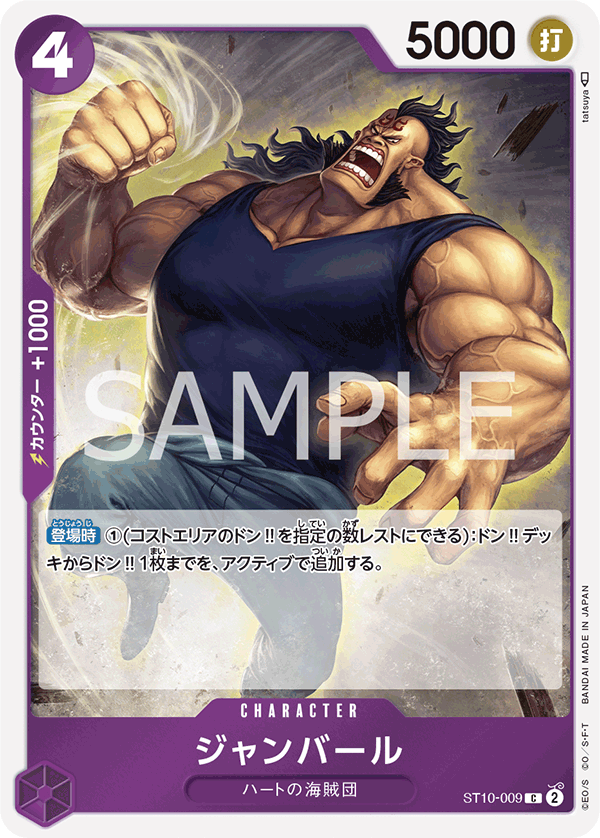 4
5000 打
tatsuya
カウンター +1000
SAMPLE
登場時 ①(コストエリアのドン!!を指定の数レストにできる):ドン!!デッ
キからドン!!1枚までを、アクティブで追加する。
CHARACTER
ジャンバール
ハートの海賊団
ST10-009 C 2
©E.O/S ©O/S・F・T BANDAI MADE IN JAPAN